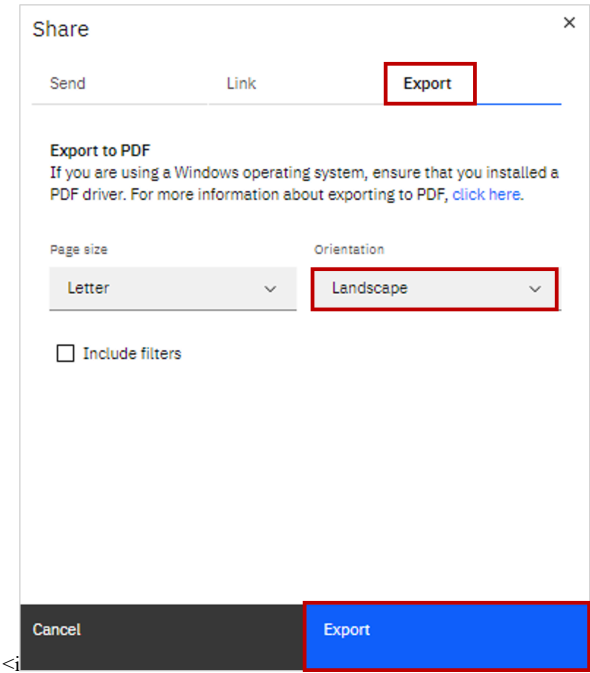 Share
Send Link Export
Export to PDF
If you are using a Windows operating system, ensure that you installed a
PDF driver. For more information about exporting to PDF, click here.
Page size Orientation
Letter Landscape
Include filters
Cancel Export
<i